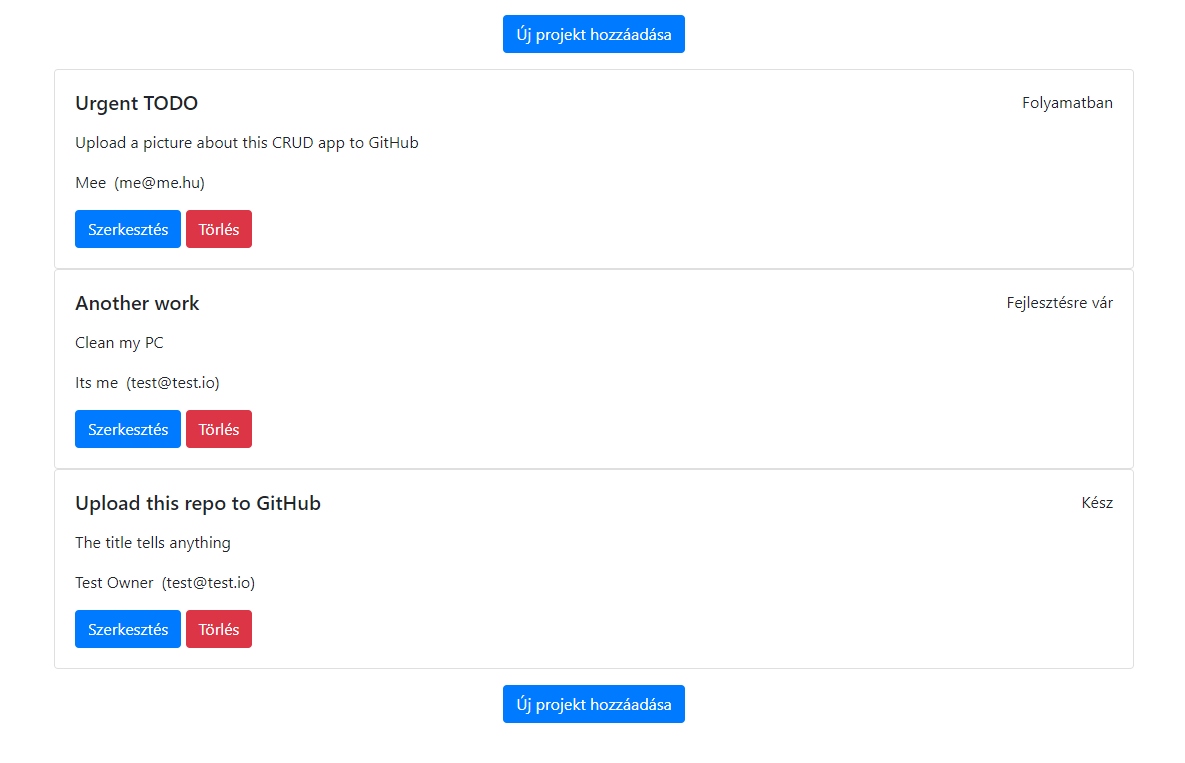 Új projekt hozzáadása
Urgent TODO
Folyamatban
Upload a picture about this CRUD app to GitHub
Mee (me@me.hu)
Szerkesztés Törlés
Another work
Fejlesztésre vár
Clean my PC
Its me (test@test.io)
Szerkesztés Törlés
Upload this repo to GitHub
Kész
The title tells anything
Test Owner (test@test.io)
Szerkesztés Törlés
Új projekt hozzáadása